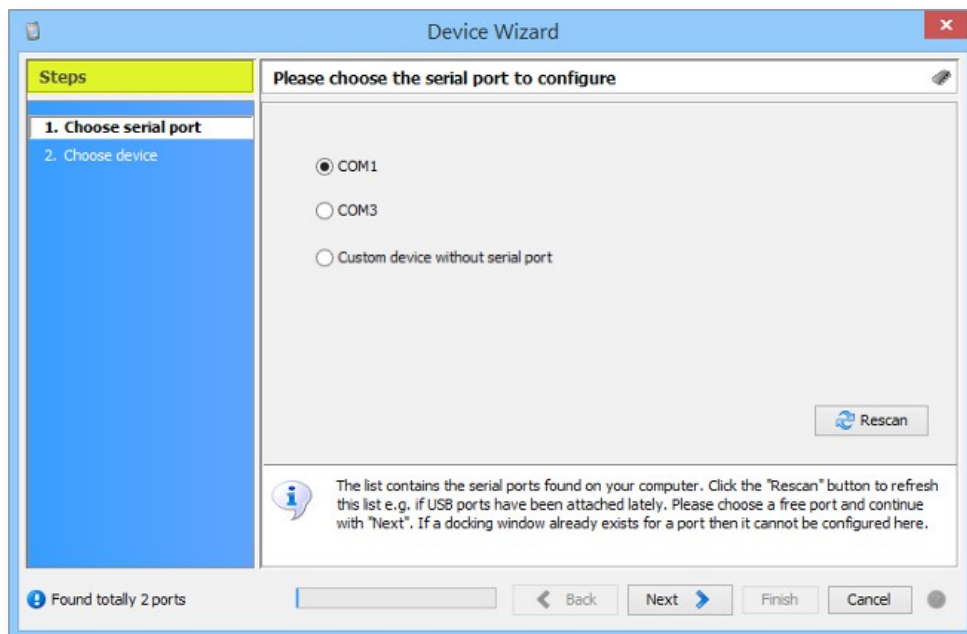 Device Wizard
Steps
Please choose the serial port to configure
1. Choose serial port
2. Choose device
COM1
COM3
Custom device without serial port
Rescan
The list contains the serial ports found on your computer. Click the "Rescan" button to refresh
this list e.g. if USB ports have been attached lately. Please choose a free port and continue
with "Next". If a docking window already exists for a port then it cannot be configured here.
Found totally 2 ports
Back
Next
Finish
Cancel